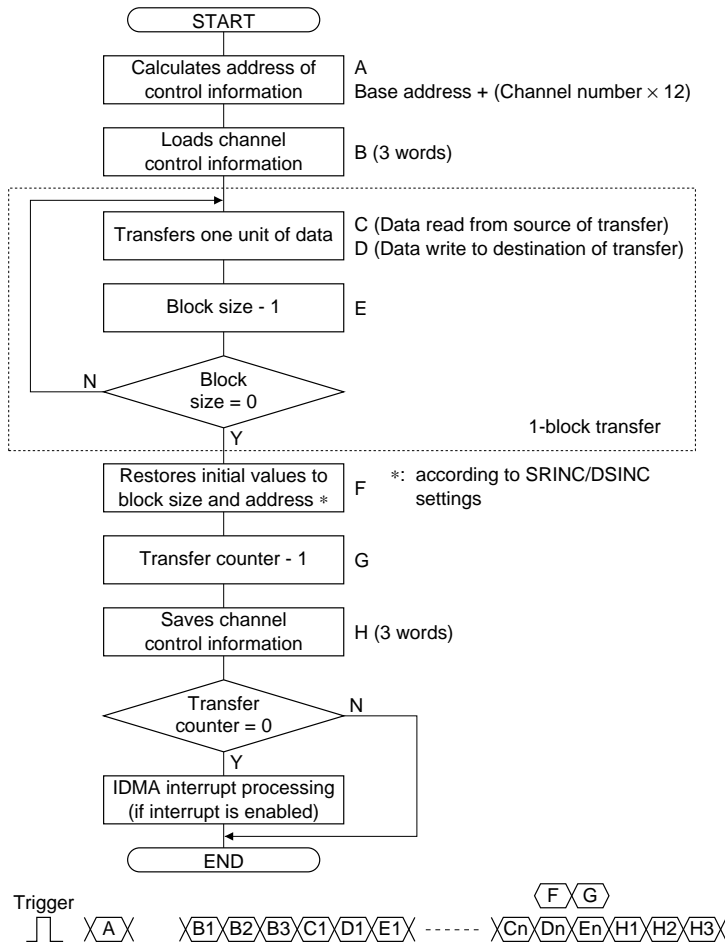 START
Calculates address of
control information
A
Base address + (Channel number × 12)
Loads channel
control information
B (3 words)
Transfers one unit of data
C (Data read from source of transfer)
D (Data write to destination of transfer)
Block size - 1
E
N
Block
size = 0
Y
1-block transfer
Restores initial values to
block size and address *
F
*: according to SRINC/DSINC
settings
Transfer counter - 1
G
Saves channel
control information
H (3 words)
Transfer
counter = 0
N
Y
IDMA interrupt processing
(if interrupt is enabled)
END
F G
Trigger
A B1 B2 B3 C1 D1 E1 Cn Dn En H1 H2 H3